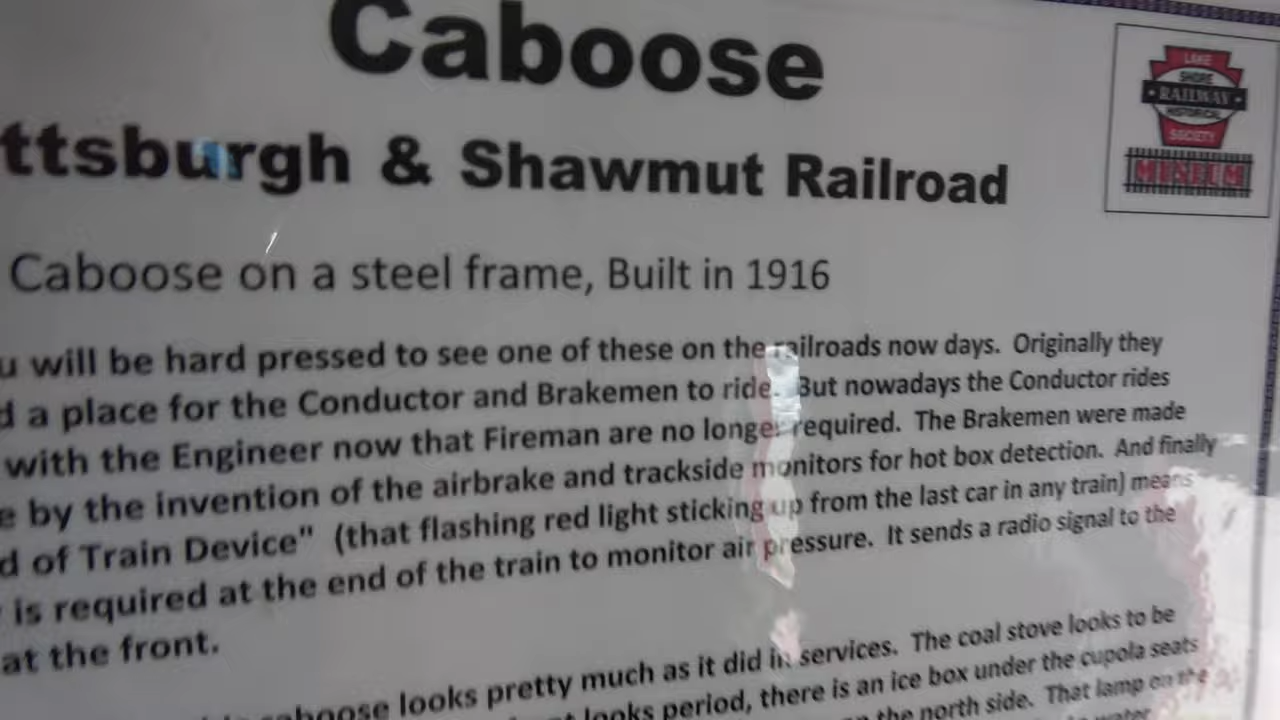 Caboose
LAKE
SHORE
RAILWAY
HISTORICAL
SOCIETY
MUSEUM
ttsburgh & Shawmut Railroad
Caboose on a steel frame, Built in 1916
u will be hard pressed to see one of these on the railroads now days. Originally they
d a place for the Conductor and Brakemen to ride. But nowadays the Conductor rides
with the Engineer now that Fireman are no longer required. The Brakemen were made
e by the invention of the airbrake and trackside monitors for hot box detection. And finally
d of Train Device" (that flashing red light sticking up from the last car in any train) means
is required at the end of the train to monitor air pressure. It sends a radio signal to the
at the front.
caboose looks pretty much as it did in services. The coal stove looks to be
looks period, there is an ice box under the cupola seats
the north side. That lamp on the